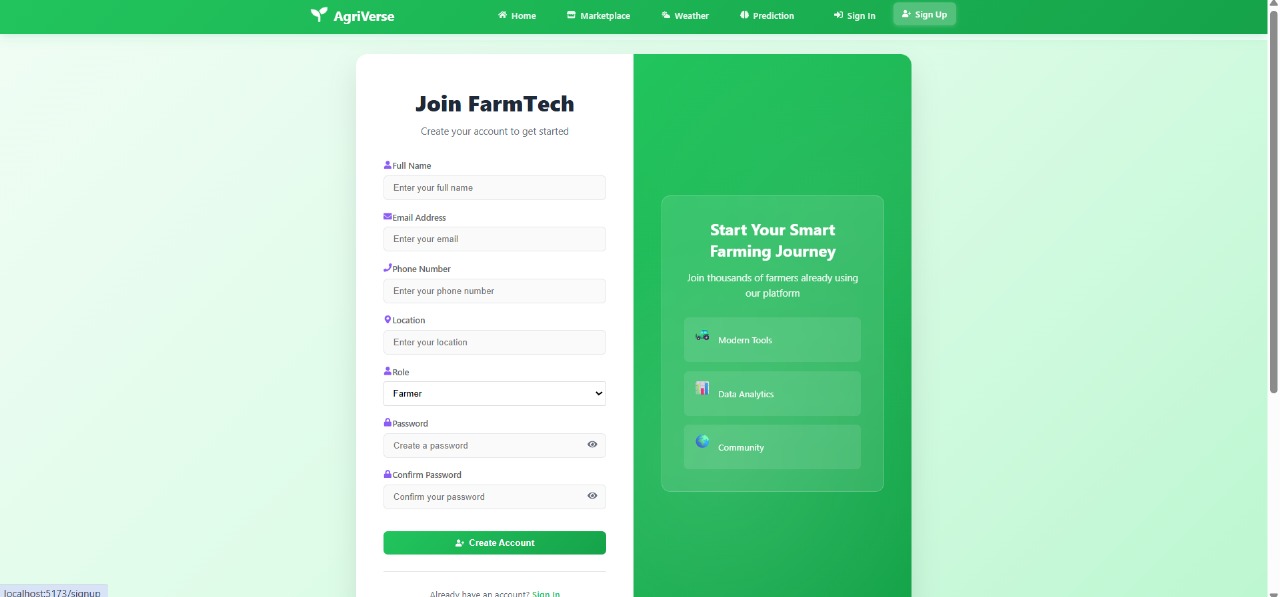 AgriVerse
Home
Marketplace
Weather
Prediction
Sign In
Sign Up
Join FarmTech
Create your account to get started
Full Name
Enter your full name
Email Address
Enter your email
Phone Number
Enter your phone number
Location
Enter your location
Role
Farmer
Password
Create a password
Confirm Password
Confirm your password
Create Account
Already have an account? Sign In
Start Your Smart
Farming Journey
Join thousands of farmers already using
our platform
Modern Tools
Data Analytics
Community
localhost:5173/signup